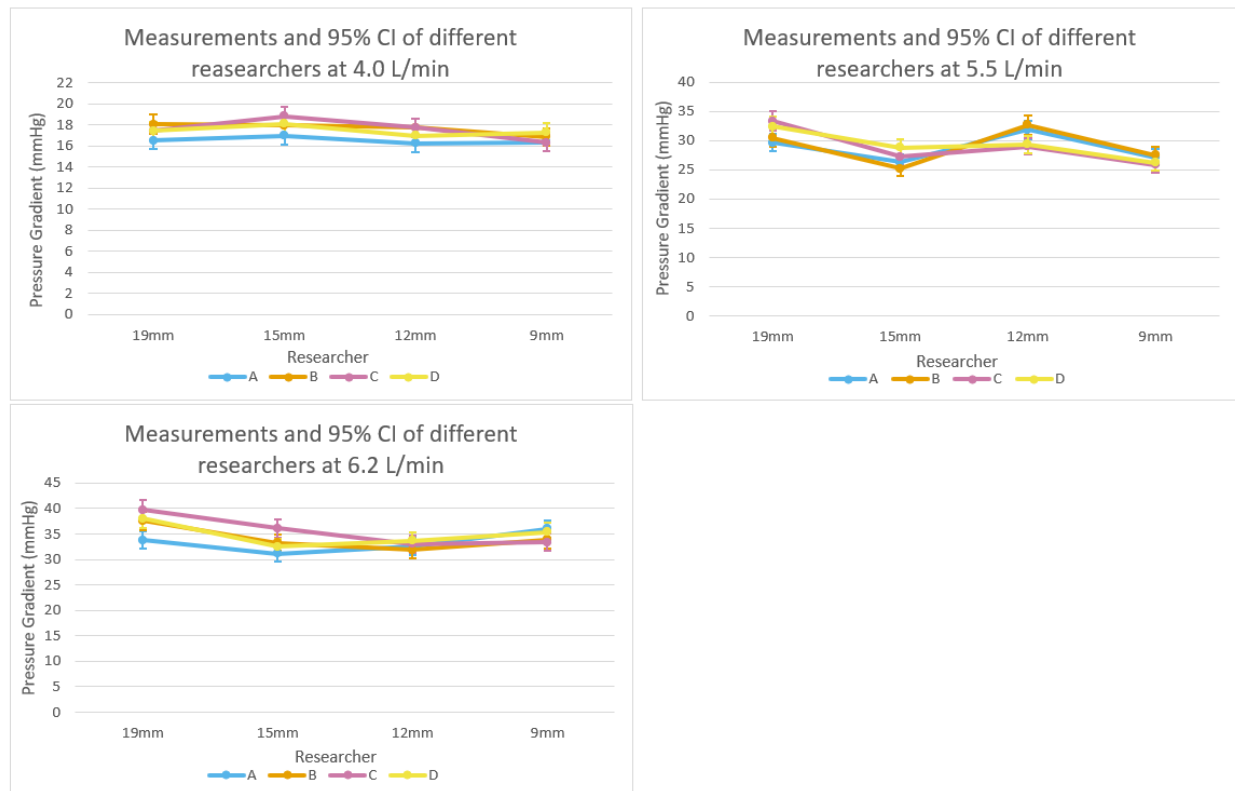 Measurements and 95% CI of different
reasearchers at 4.0 L/min
Pressure Gradient (mmHg)
22
20
18
16
14
12
10
8
6
4
2
0
19mm 15mm 12mm 9mm
Researcher
A B C D
Measurements and 95% CI of different
researchers at 5.5 L/min
Pressure Gradient (mmHg)
40
35
30
25
20
15
10
5
0
19mm 15mm 12mm 9mm
Researcher
A B C D
Measurements and 95% CI of different
researchers at 6.2 L/min
Pressure Gradient (mmHg)
45
40
35
30
25
20
15
10
5
0
19mm 15mm 12mm 9mm
Researcher
A B C D